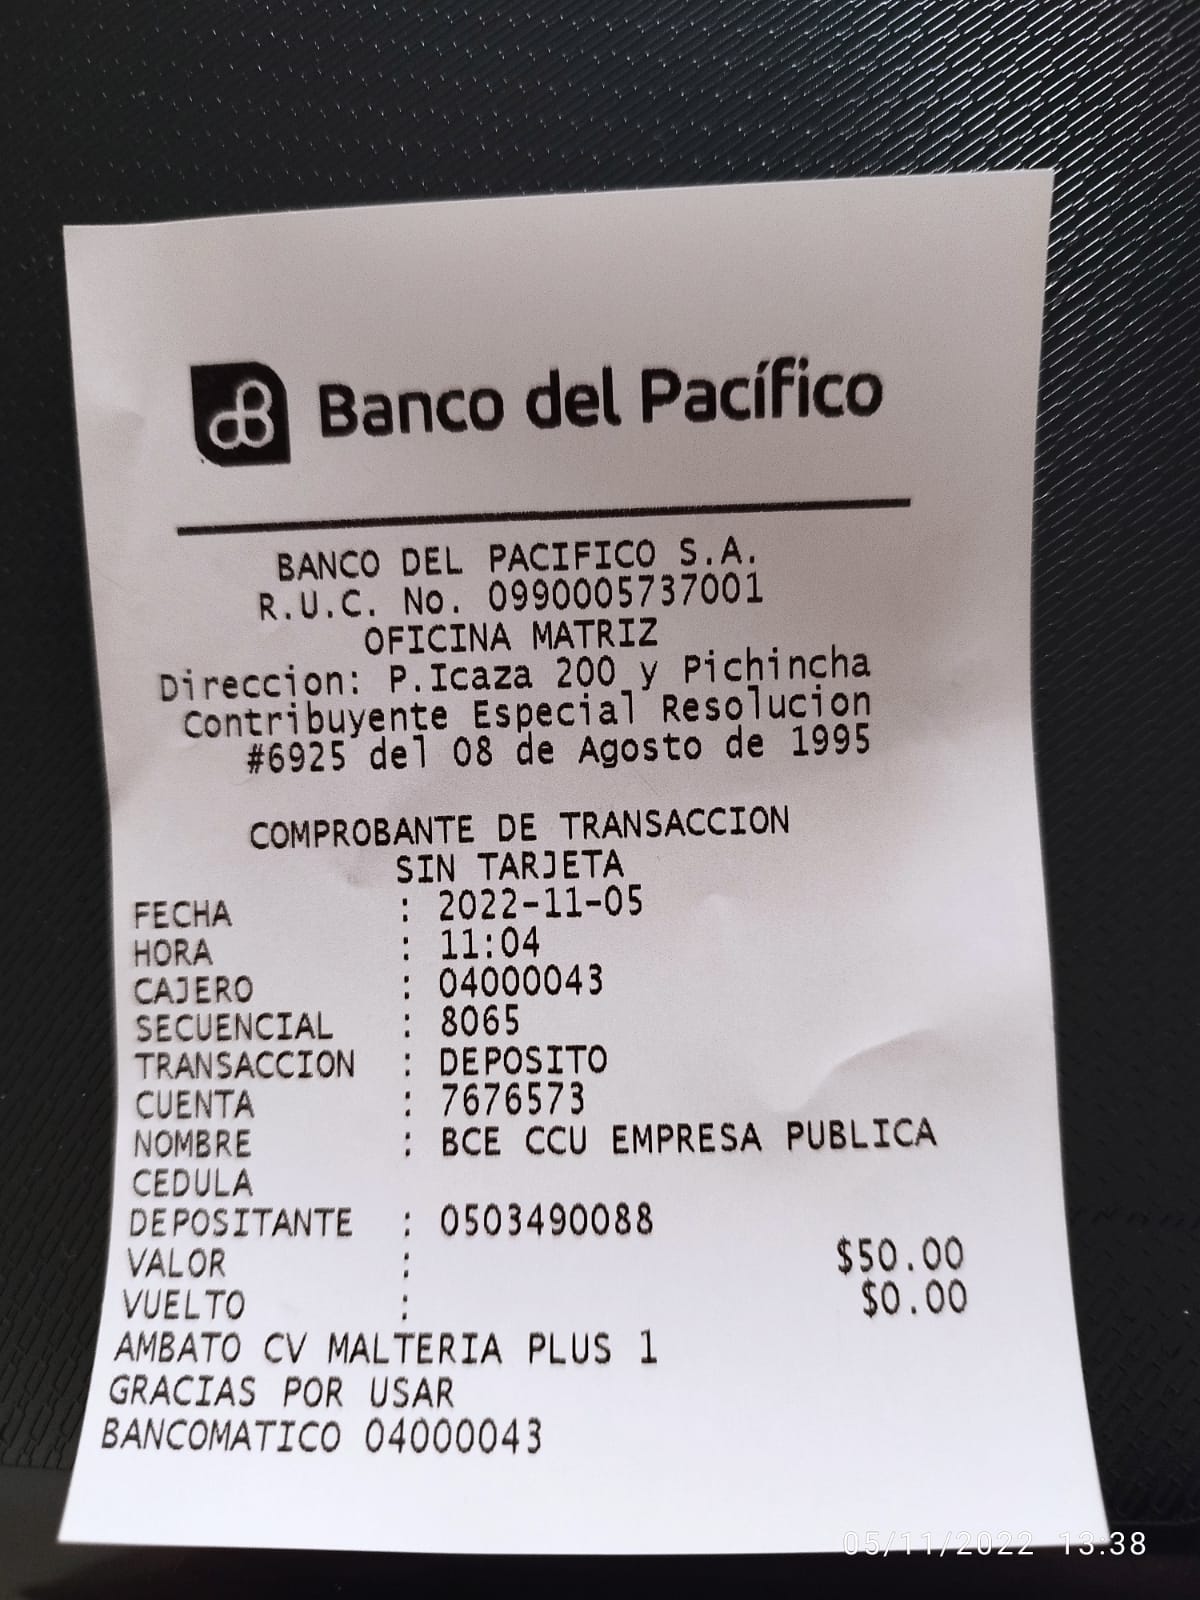 Banco del Pacífico
BANCO DEL PACIFICO S.A.
R.U.C. No. 0990005737001
OFICINA MATRIZ
Direccion: P.Icaza 200 y Pichincha
Contribuyente Especial Resolucion
#6925 del 08 de Agosto de 1995
COMPROBANTE DE TRANSACCION
SIN TARJETA
FECHA : 2022-11-05
HORA : 11:04
CAJERO : 04000043
SECUENCIAL : 8065
TRANSACCION : DEPOSITO
CUENTA : 7676573
NOMBRE : BCE CCU EMPRESA PUBLICA
CEDULA
DEPOSITANTE : 0503490088
VALOR : $50.00
VUELTO : $0.00
AMBATO CV MALTERIA PLUS 1
GRACIAS POR USAR
BANCOMATICO 04000043
05/11/2022 13:38